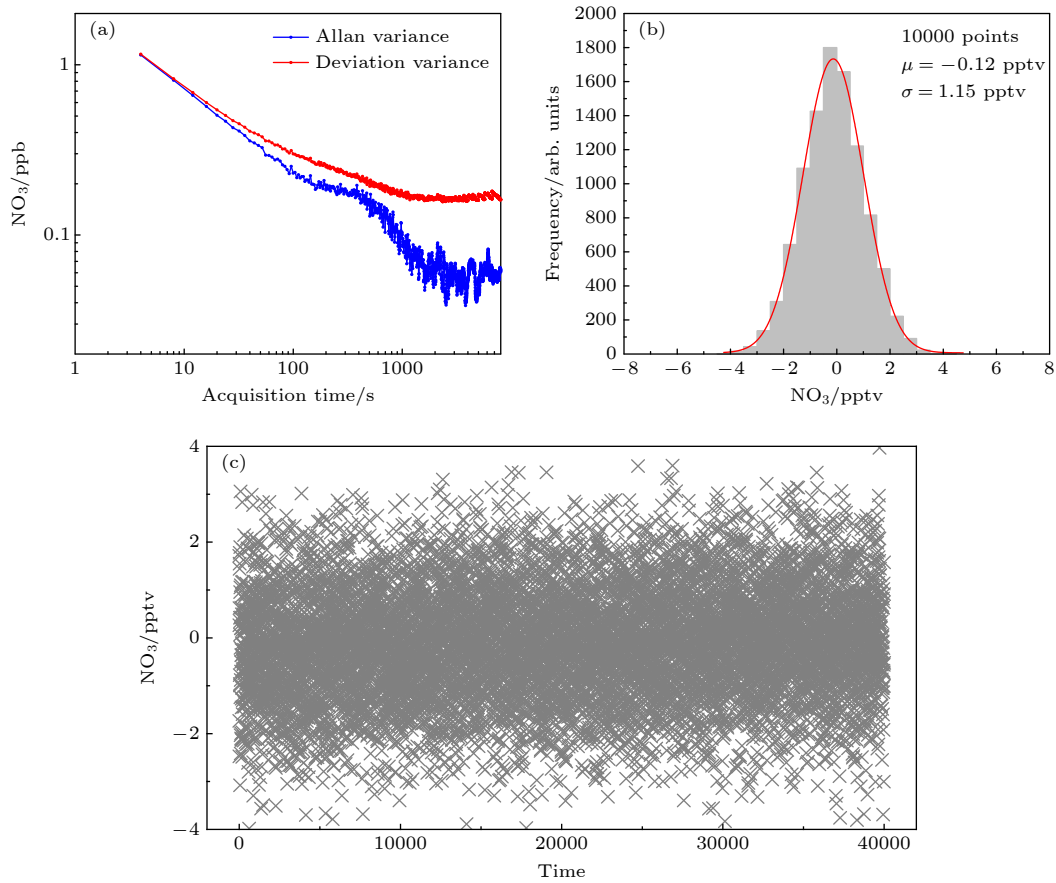 (a)
Allan variance
Deviation variance
1
0.1
NO₃/ppb
1
10
100
1000
Acquisition time/s
(b)
10000 points
μ = −0.12 pptv
σ = 1.15 pptv
2000
1800
1600
1400
1200
1000
800
600
400
200
0
Frequency/arb. units
−8
−6
−4
−2
0
2
4
6
8
NO₃/pptv
(c)
4
2
0
−2
−4
NO₃/pptv
0
10000
20000
30000
40000
Time